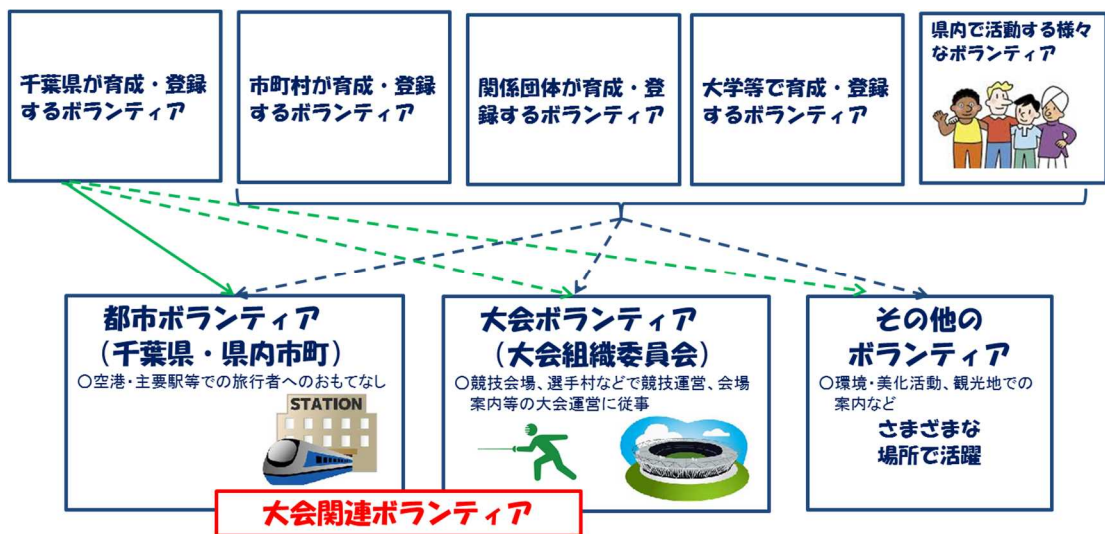 千葉県が育成・登録
するボランティア
市町村が育成・登録
するボランティア
関係団体が育成・登
録するボランティア
大学等で育成・登録
するボランティア
県内で活動する様々
なボランティア
都市ボランティア
（千葉県・県内市町）
○空港・主要駅等での旅行者へのおもてなし
STATION
大会ボランティア
（大会組織委員会）
○競技会場、選手村などで競技運営、会場
案内等の大会運営に従事
その他の
ボランティア
○環境・美化活動、観光地での
案内など
さまざまな
場所で活躍
大会関連ボランティア